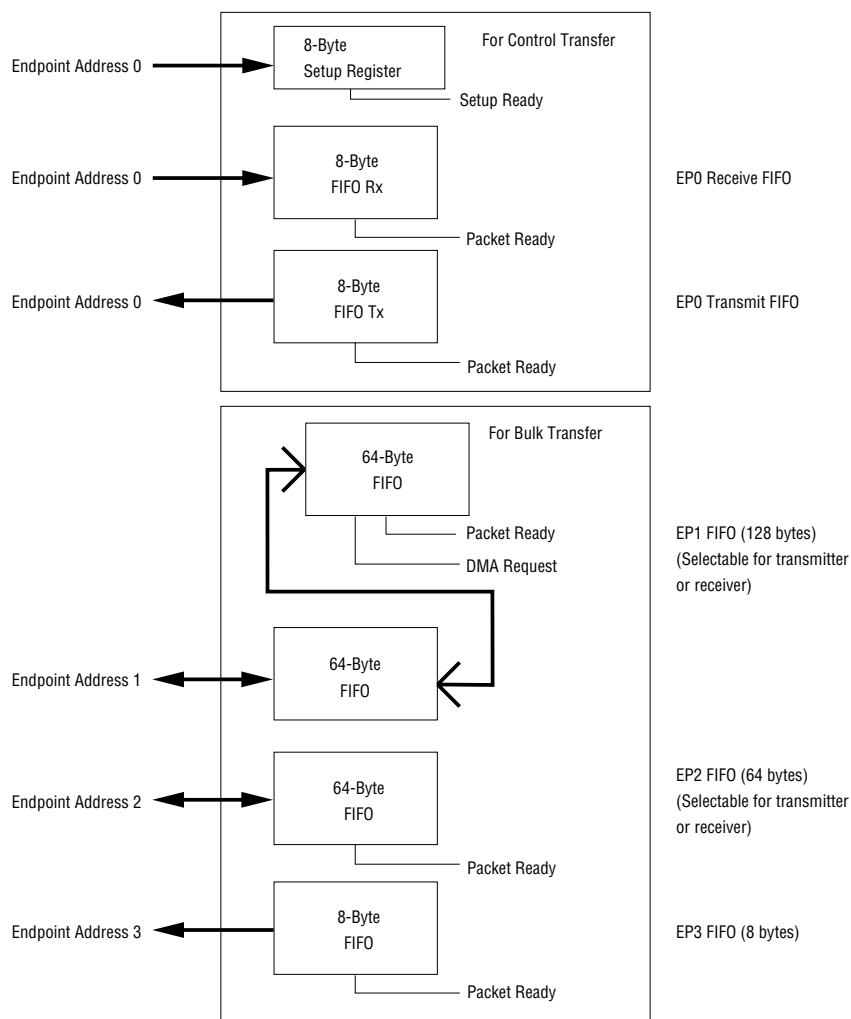 For Control Transfer
8-Byte
Setup Register
Endpoint Address 0
Setup Ready
Endpoint Address 0
8-Byte
FIFO Rx
EP0 Receive FIFO
Packet Ready
Endpoint Address 0
8-Byte
FIFO Tx
EP0 Transmit FIFO
Packet Ready
For Bulk Transfer
64-Byte
FIFO
Packet Ready
DMA Request
EP1 FIFO (128 bytes)
(Selectable for transmitter
or receiver)
Endpoint Address 1
64-Byte
FIFO
Endpoint Address 2
64-Byte
FIFO
EP2 FIFO (64 bytes)
(Selectable for transmitter
or receiver)
Packet Ready
Endpoint Address 3
8-Byte
FIFO
EP3 FIFO (8 bytes)
Packet Ready